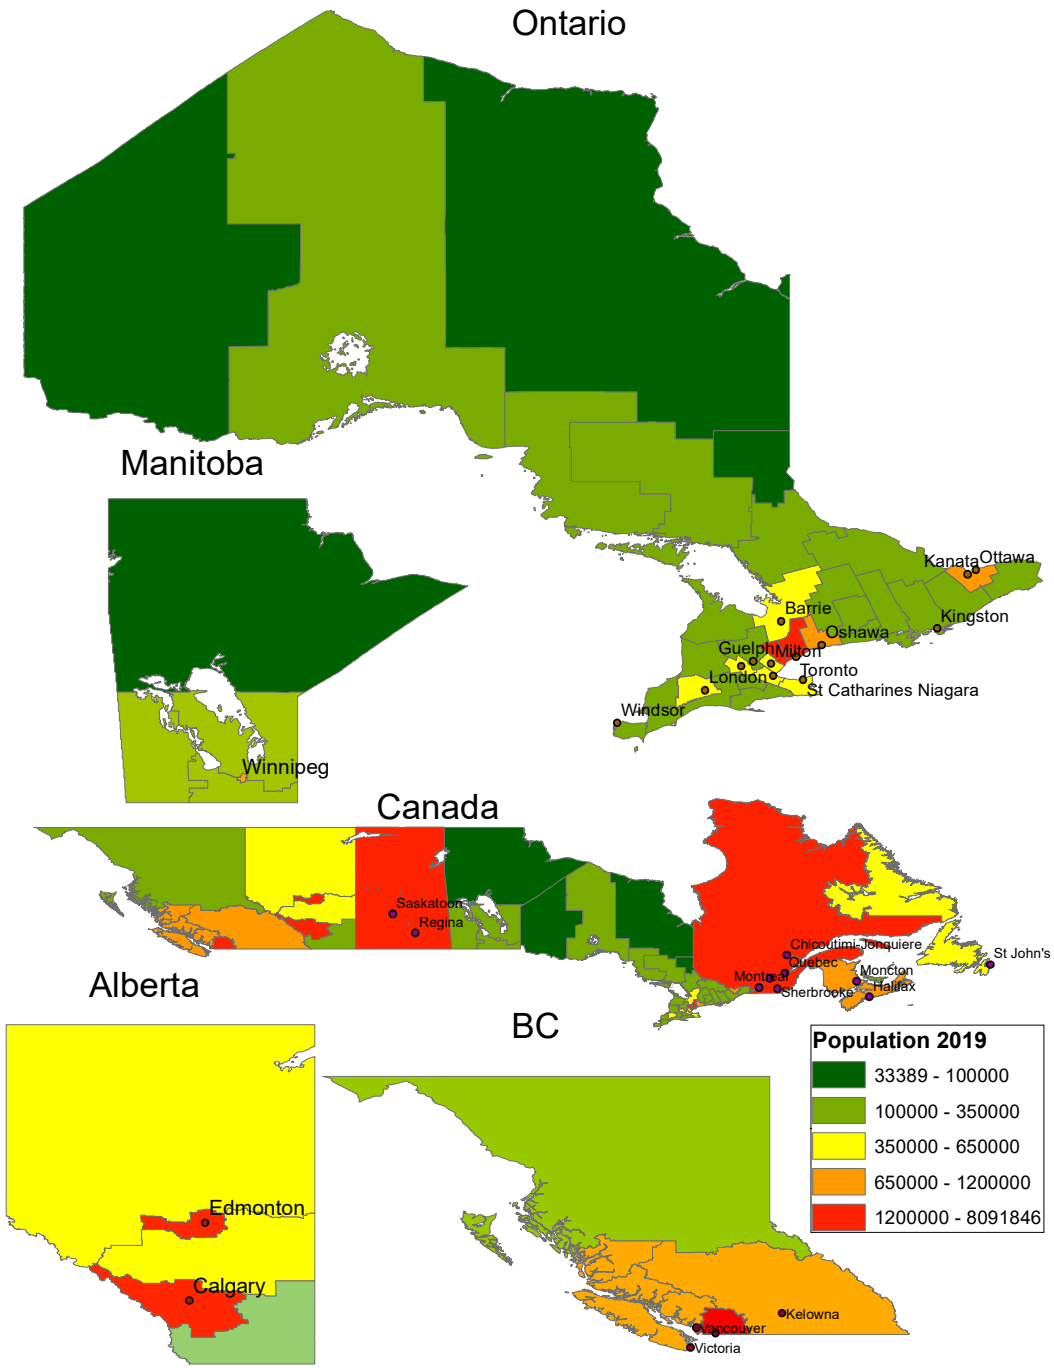 Ontario
Kanata
Ottawa
Barrie
Kingston
Oshawa
Guelph
Milton
Toronto
London
St Catharines Niagara
Windsor
Manitoba
Winnipeg
Canada
Saskatoon
Regina
Chicoutimi-Jonquiere
Quebec
Montreal
Sherbrooke
Moncton
Halifax
St John's
Alberta
Edmonton
Calgary
BC
Kelowna
Vancouver
Victoria
Population 2019
33389 - 100000
100000 - 350000
350000 - 650000
650000 - 1200000
1200000 - 8091846